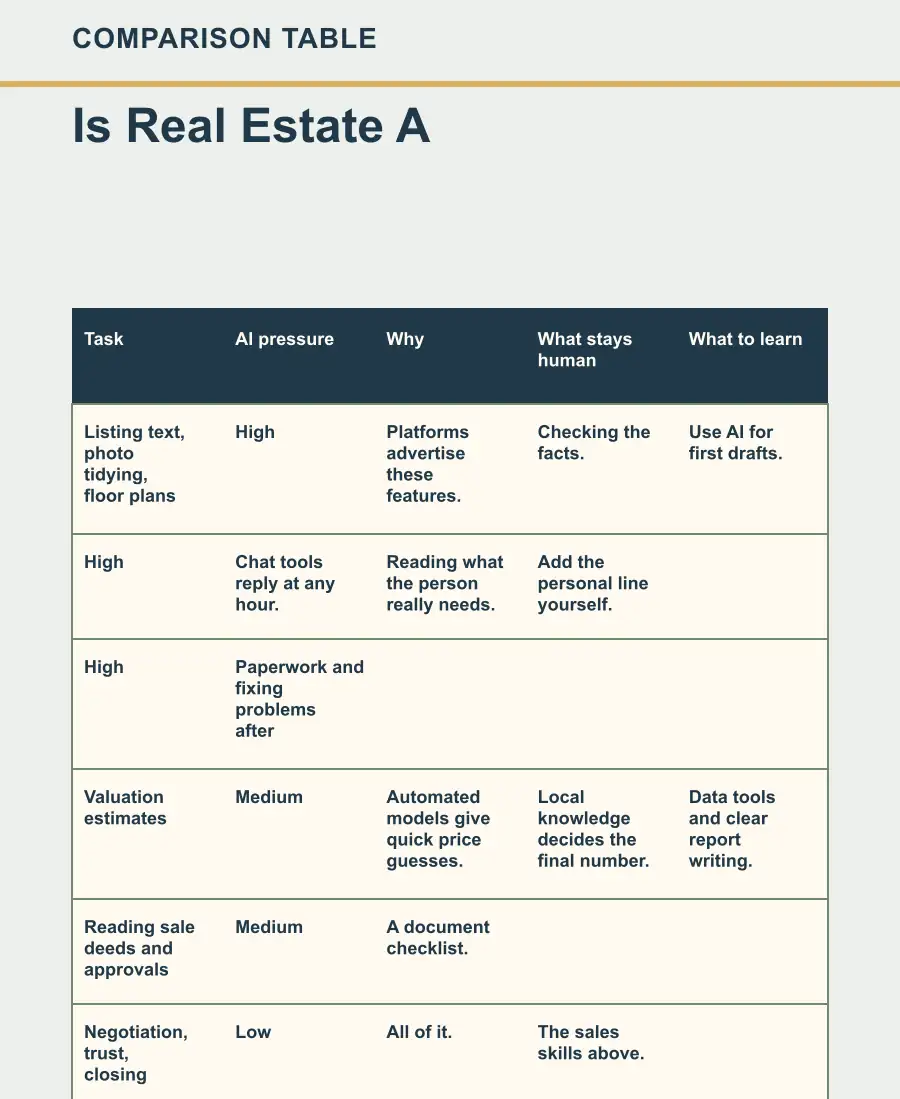 COMPARISON TABLE
Is Real Estate A
Task
AI pressure
Why
What stays
human
What to learn
Listing text,
photo
tidying,
floor plans
High
Platforms
advertise
these
features.
Checking the
facts.
Use AI for
first drafts.
High
Chat tools
reply at any
hour.
Reading what
the person
really needs.
Add the
personal line
yourself.
High
Paperwork and
fixing
problems
after
Valuation
estimates
Medium
Automated
models give
quick price
guesses.
Local
knowledge
decides the
final number.
Data tools
and clear
report
writing.
Reading sale
deeds and
approvals
Medium
A document
checklist.
Negotiation,
trust,
closing
Low
All of it.
The sales
skills above.